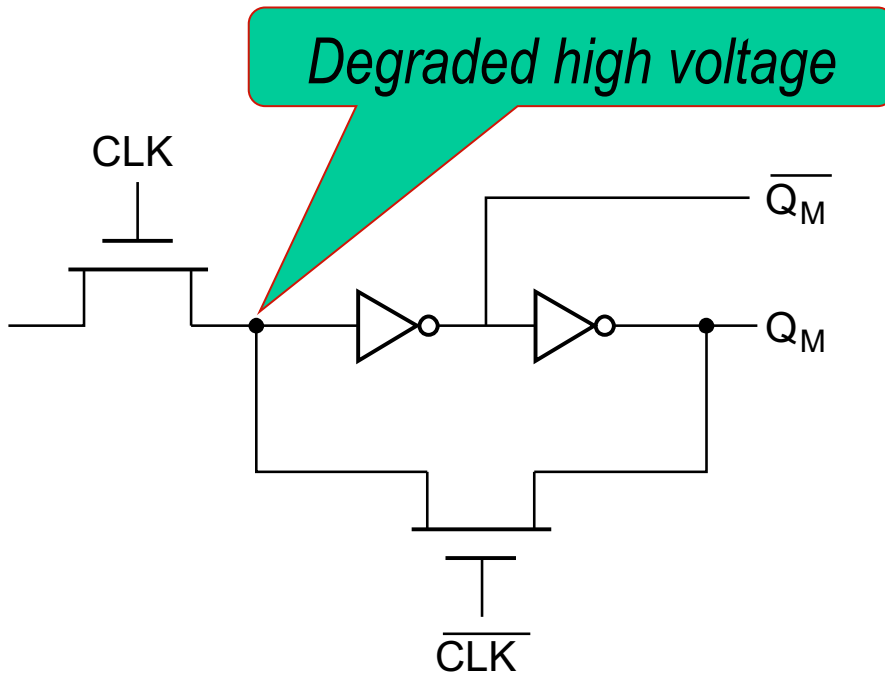 Degraded high voltage
CLK
Q̅M̅
QM
C̅L̅K̅